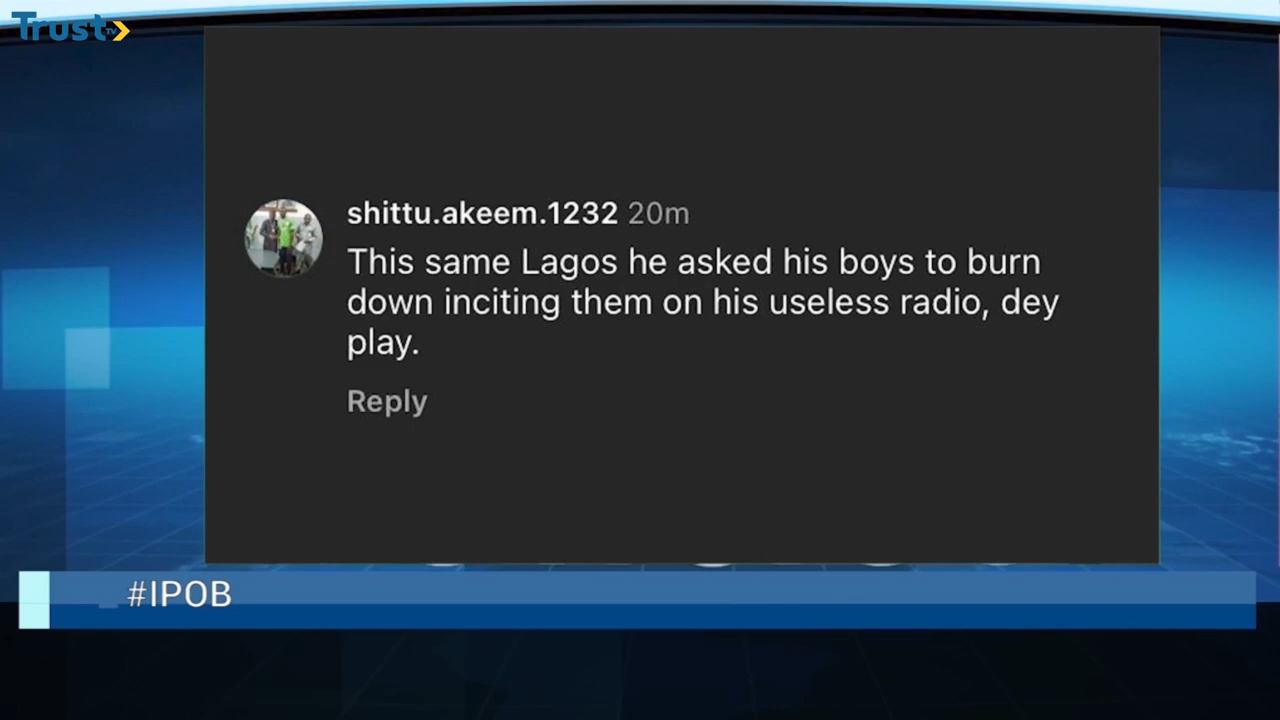 Trust TV
shittu.akeem.1232 20m
This same Lagos he asked his boys to burn
down inciting them on his useless radio, dey
play.
Reply
#IPOB